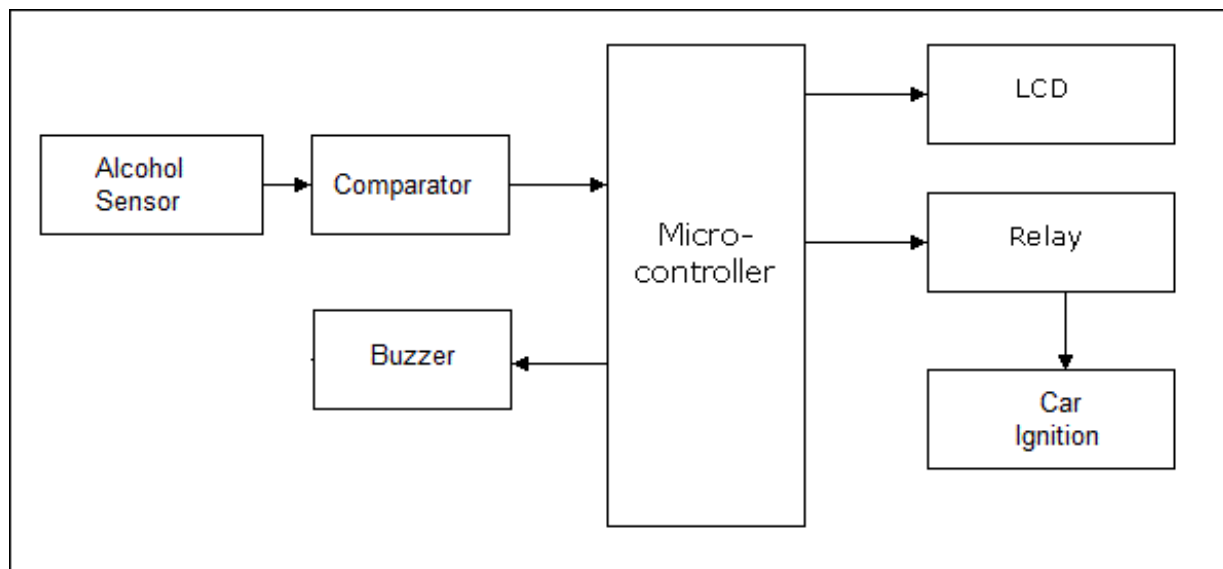 Alcohol
Sensor
Comparator
Buzzer
Micro-
controller
LCD
Relay
Car
Ignition